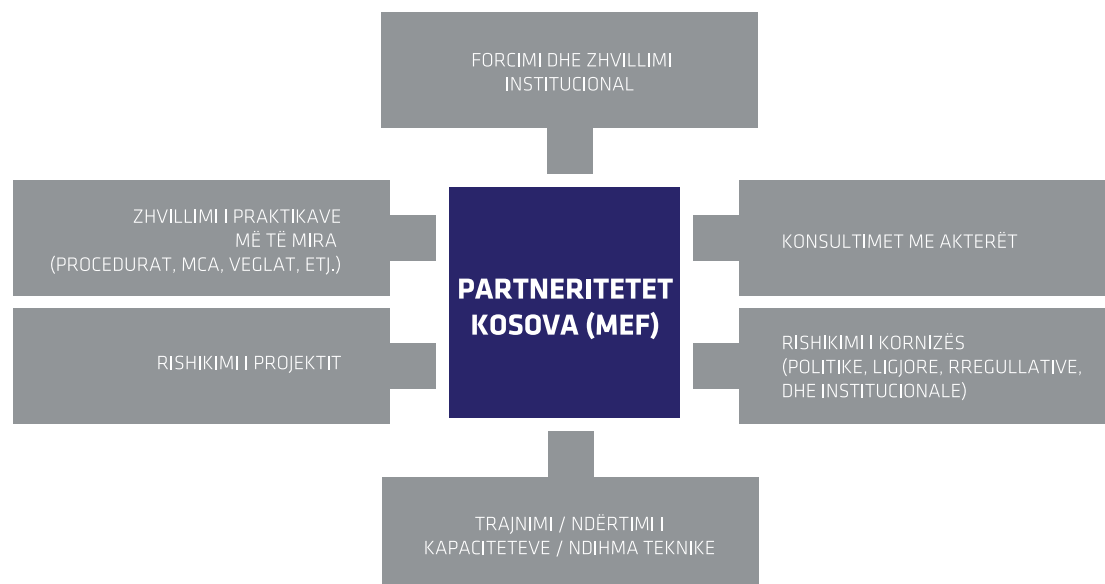 FORCIMI DHE ZHVILLIMI
INSTITUCIONAL
ZHVILLIMI I PRAKTIKAVE
MË TË MIRA
(PROCEDURAT, MCA, VEGLAT, ETJ.)
KONSULTIMET ME AKTERËT
PARTNERITETET
KOSOVA (MEF)
RISHIKIMI I PROJEKTIT
RISHIKIMI I KORNIZËS
(POLITIKE, LIGJORE, RREGULLATIVE,
DHE INSTITUCIONALE)
TRAJNIMI / NDËRTIMI I
KAPACITETEVE / NDIHMA TEKNIKE